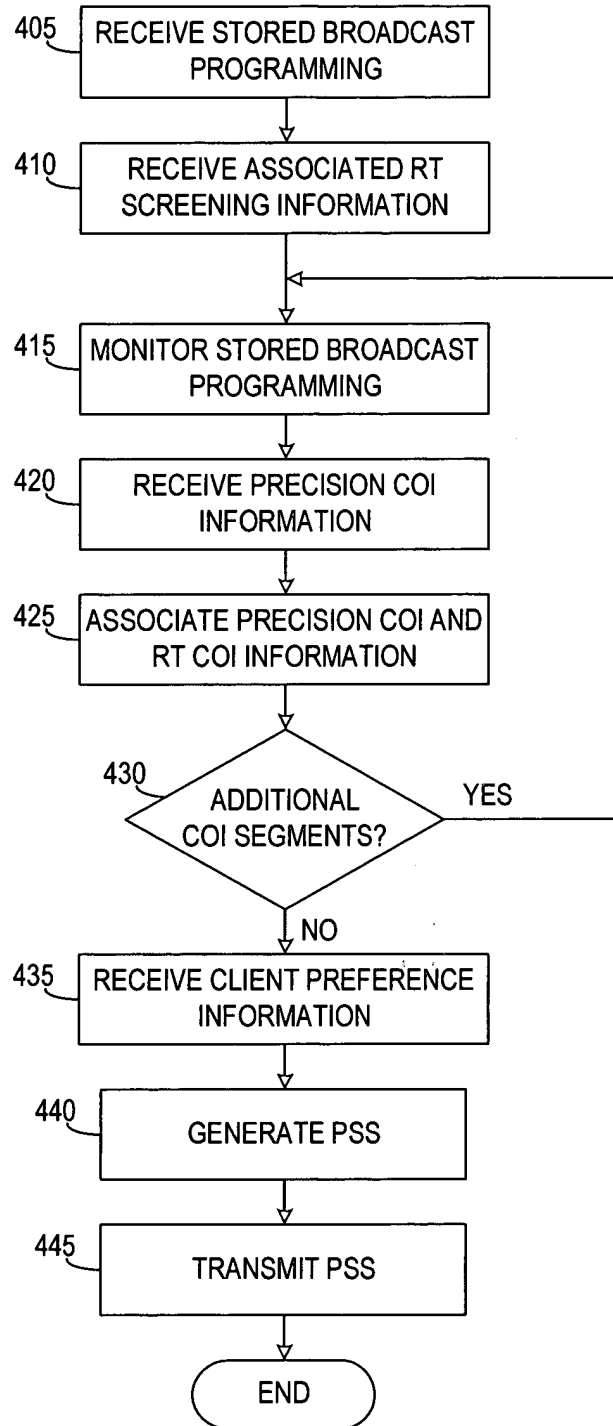 405
RECEIVE STORED BROADCAST
PROGRAMMING
410
RECEIVE ASSOCIATED RT
SCREENING INFORMATION
415
MONITOR STORED BROADCAST
PROGRAMMING
420
RECEIVE PRECISION COI
INFORMATION
425
ASSOCIATE PRECISION COI AND
RT COI INFORMATION
430
ADDITIONAL
COI SEGMENTS?
YES
NO
435
RECEIVE CLIENT PREFERENCE
INFORMATION
440
GENERATE PSS
445
TRANSMIT PSS
END